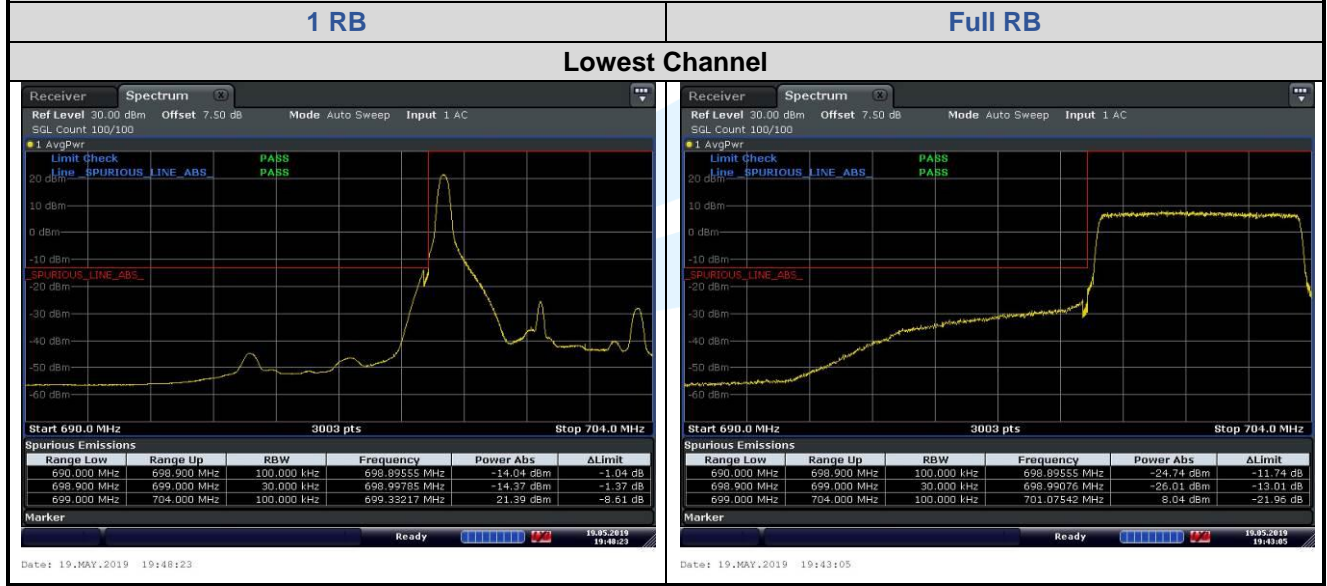 1 RB
Full RB
Lowest Channel
Receiver Spectrum
Ref Level 30.00 dBm Offset 7.50 dB Mode Auto Sweep Input 1 AC
SGL Count 100/100
1 AvgPwr
Limit Check PASS
Line _SPURIOUS_LINE_ABS_ PASS
20 dBm
10 dBm
0 dBm
-10 dBm
_SPURIOUS_LINE_ABS_
-20 dBm
-30 dBm
-40 dBm
-50 dBm
-60 dBm
Start 690.0 MHz 3003 pts Stop 704.0 MHz
Spurious Emissions
Range Low Range Up RBW Frequency Power Abs ΔLimit
690.000 MHz 698.900 MHz 100.000 kHz 698.89555 MHz -14.04 dBm -1.04 dB
698.900 MHz 699.000 MHz 30.000 kHz 698.99785 MHz -14.37 dBm -1.37 dB
699.000 MHz 704.000 MHz 100.000 kHz 699.33217 MHz 21.39 dBm -8.61 dB
Marker
Ready 19.05.2019
19:48:23
Date: 19.MAY.2019 19:48:23
Receiver Spectrum
Ref Level 30.00 dBm Offset 7.50 dB Mode Auto Sweep Input 1 AC
SGL Count 100/100
1 AvgPwr
Limit Check PASS
Line _SPURIOUS_LINE_ABS_ PASS
20 dBm
10 dBm
0 dBm
-10 dBm
_SPURIOUS_LINE_ABS_
-20 dBm
-30 dBm
-40 dBm
-50 dBm
-60 dBm
Start 690.0 MHz 3003 pts Stop 704.0 MHz
Spurious Emissions
Range Low Range Up RBW Frequency Power Abs ΔLimit
690.000 MHz 698.900 MHz 100.000 kHz 698.89555 MHz -24.74 dBm -11.74 dB
698.900 MHz 699.000 MHz 30.000 kHz 698.99076 MHz -26.01 dBm -13.01 dB
699.000 MHz 704.000 MHz 100.000 kHz 701.07542 MHz 8.04 dBm -21.96 dB
Marker
Ready 19.05.2019
19:43:05
Date: 19.MAY.2019 19:43:05